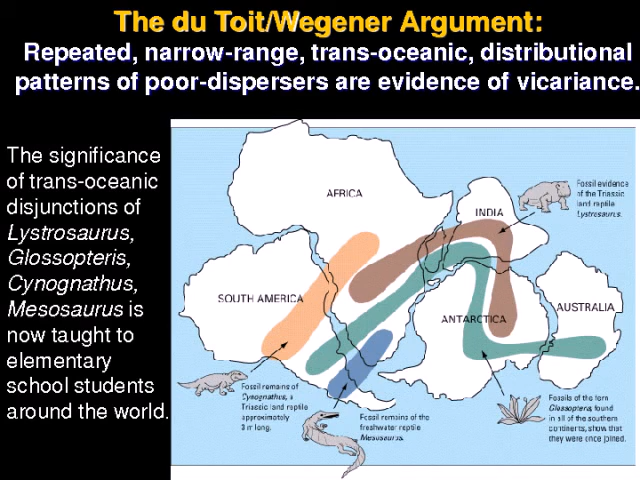 The du Toit/Wegener Argument:
Repeated, narrow-range, trans-oceanic, distributional
patterns of poor-dispersers are evidence of vicariance.
The significance
of trans-oceanic
disjunctions of
Lystrosaurus,
Glossopteris,
Cynognathus,
Mesosaurus is
now taught to
elementary
school students
around the world.
AFRICA
INDIA
SOUTH AMERICA
ANTARCTICA
AUSTRALIA
Fossil evidence
of the Triassic
land reptile
Lystrosaurus.
Fossil remains of
Cynognathus, a
Triassic land reptile
approximately
3 m long.
Fossil remains of the
freshwater reptile
Mesosaurus.
Fossils of the fern
Glossopteris, found
in all of the southern
continents, show that
they were once joined.